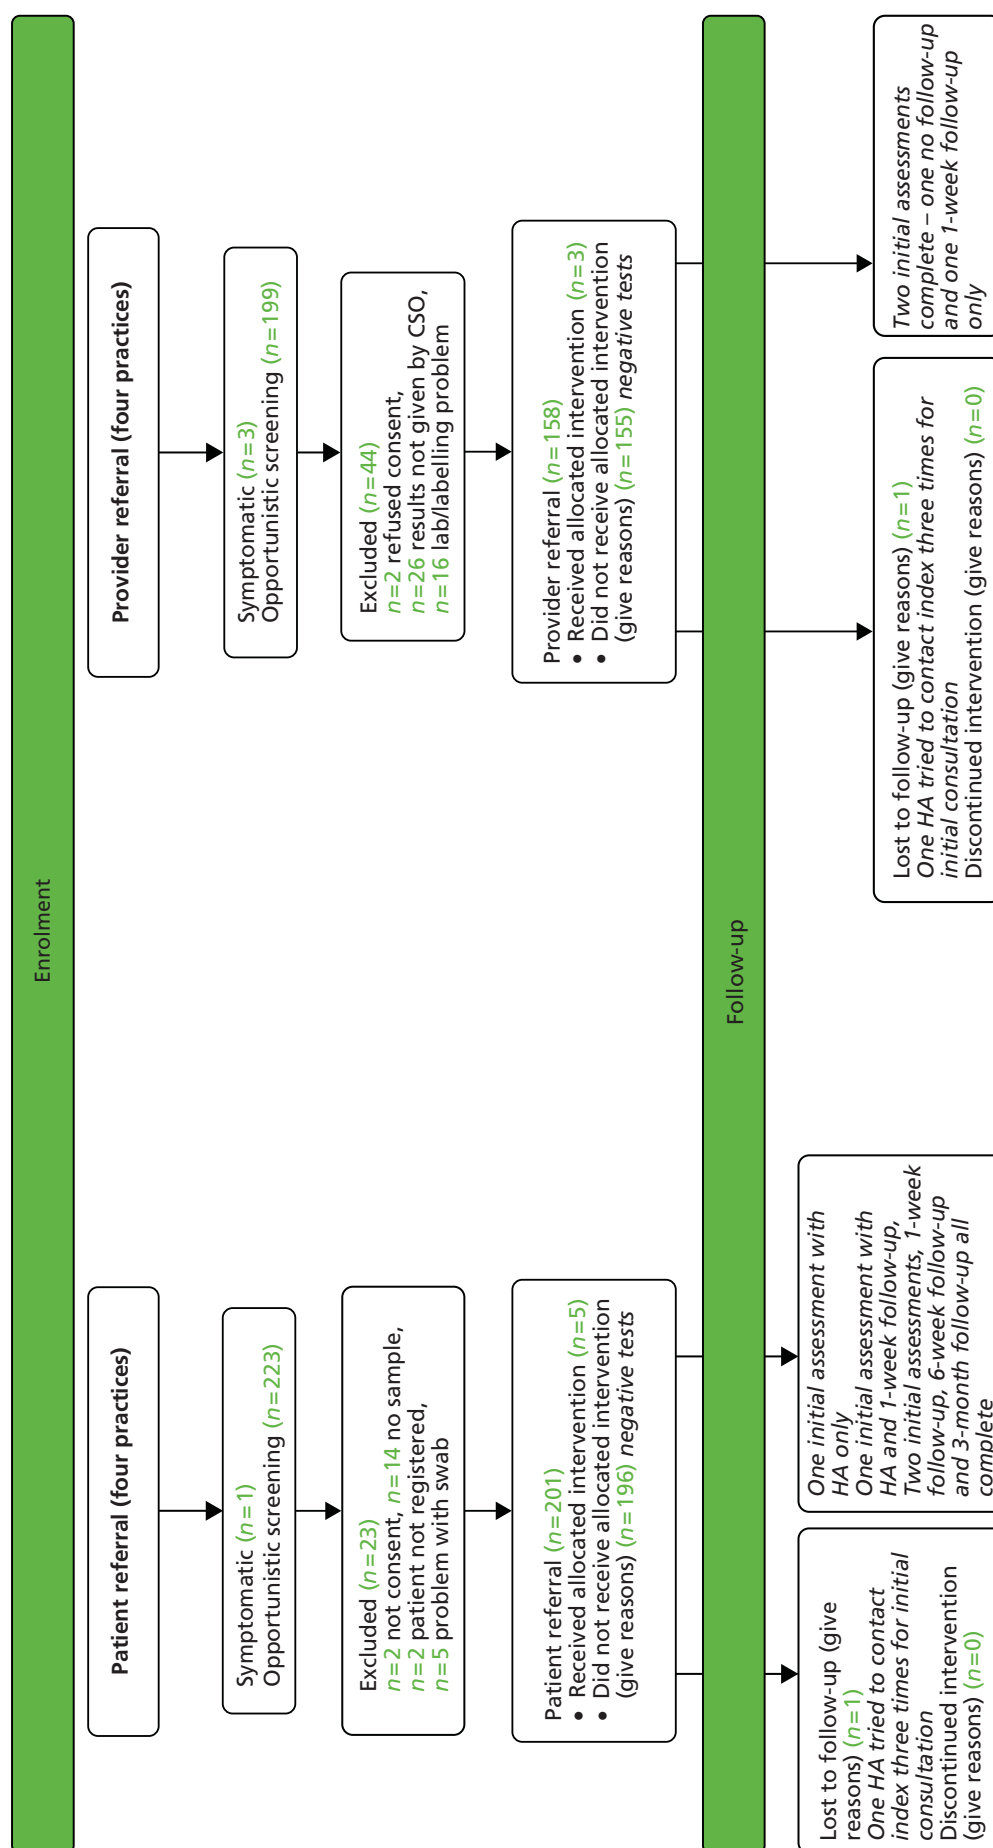 Enrolment
Patient referral (four practices)
Symptomatic (n=1)
Opportunistic screening (n=223)
Excluded (n=23)
n=2 not consent, n=14 no sample,
n=2 patient not registered,
n=5 problem with swab
Patient referral (n=201)
• Received allocated intervention (n=5)
• Did not receive allocated intervention
(give reasons) (n=196) negative tests
Provider referral (four practices)
Symptomatic (n=3)
Opportunistic screening (n=199)
Excluded (n=44)
n=2 refused consent,
n=26 results not given by CSO,
n=16 lab/labelling problem
Provider referral (n=158)
• Received allocated intervention (n=3)
• Did not receive allocated intervention
(give reasons) (n=155) negative tests
Follow-up
Lost to follow-up (give
reasons) (n=1)
One HA tried to contact
index three times for initial
consultation
Discontinued intervention
(give reasons) (n=0)
One initial assessment with
HA only
One initial assessment with
HA and 1-week follow-up,
Two initial assessments, 1-week
follow-up, 6-week follow-up
and 3-month follow-up all
complete
Lost to follow-up (give reasons) (n=1)
One HA tried to contact index three times for
initial consultation
Discontinued intervention (give reasons) (n=0)
Two initial assessments
complete – one no follow-up
and one 1-week follow-up
only